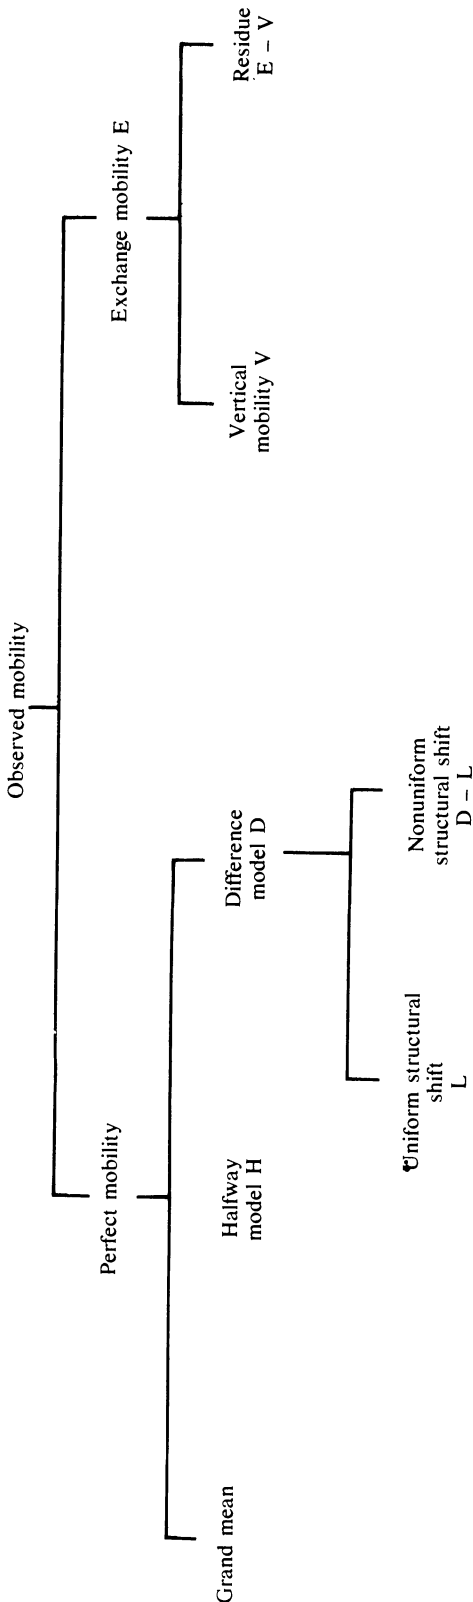 Observed mobility
Perfect mobility
Exchange mobility E
Grand mean
Halfway
model H
Difference
model D
Vertical
mobility V
Residue
E – V
Uniform structural
shift
L
Nonuniform
structural shift
D – L